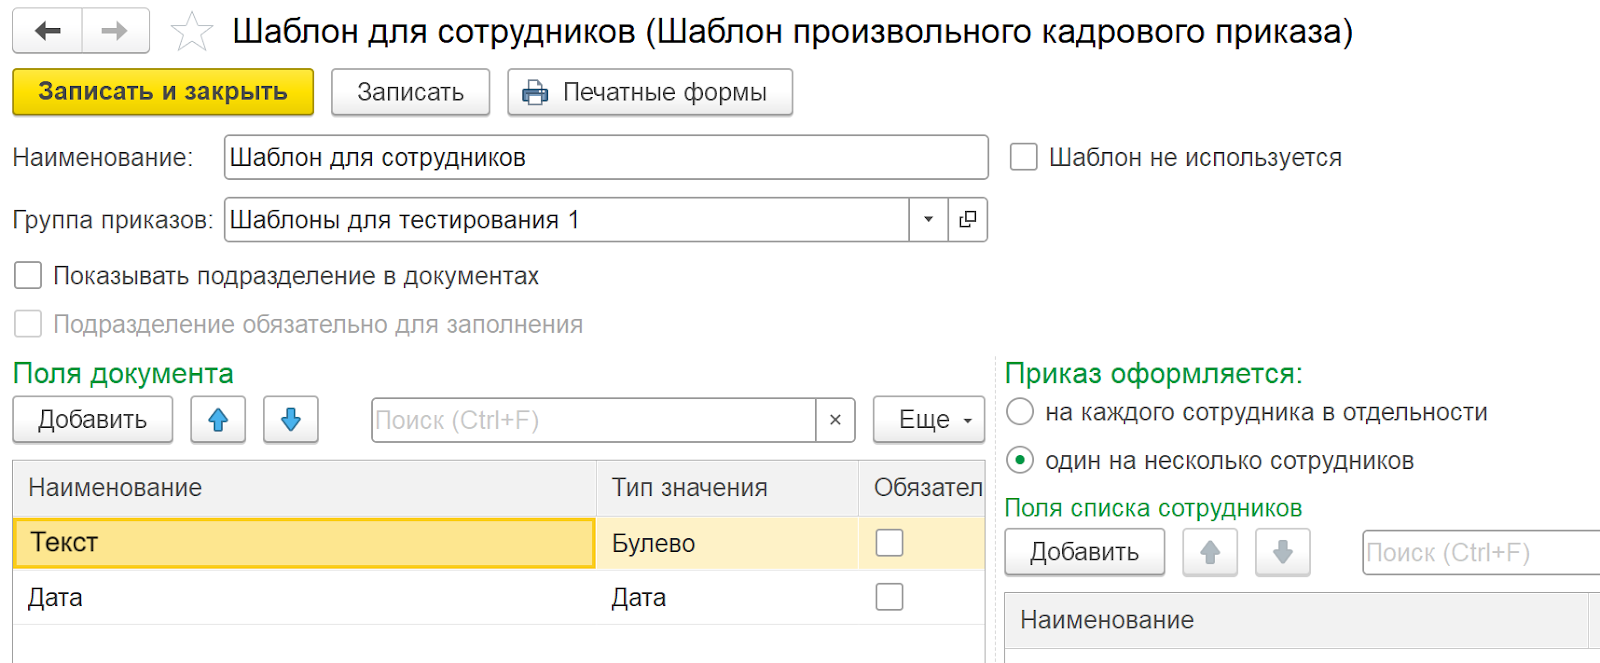 Шаблон для сотрудников (Шаблон произвольного кадрового приказа)
Записать и закрыть Записать Печатные формы
Наименование: Шаблон для сотрудников Шаблон не используется
Группа приказов: Шаблоны для тестирования 1
Показывать подразделение в документах
Подразделение обязательно для заполнения
Поля документа
Добавить Поиск (Ctrl+F) × Еще
Наименование Тип значения Обязател
Текст Булево
Дата Дата
Приказ оформляется:
на каждого сотрудника в отдельности
один на несколько сотрудников
Поля списка сотрудников
Добавить Поиск (Ctrl+F)
Наименование